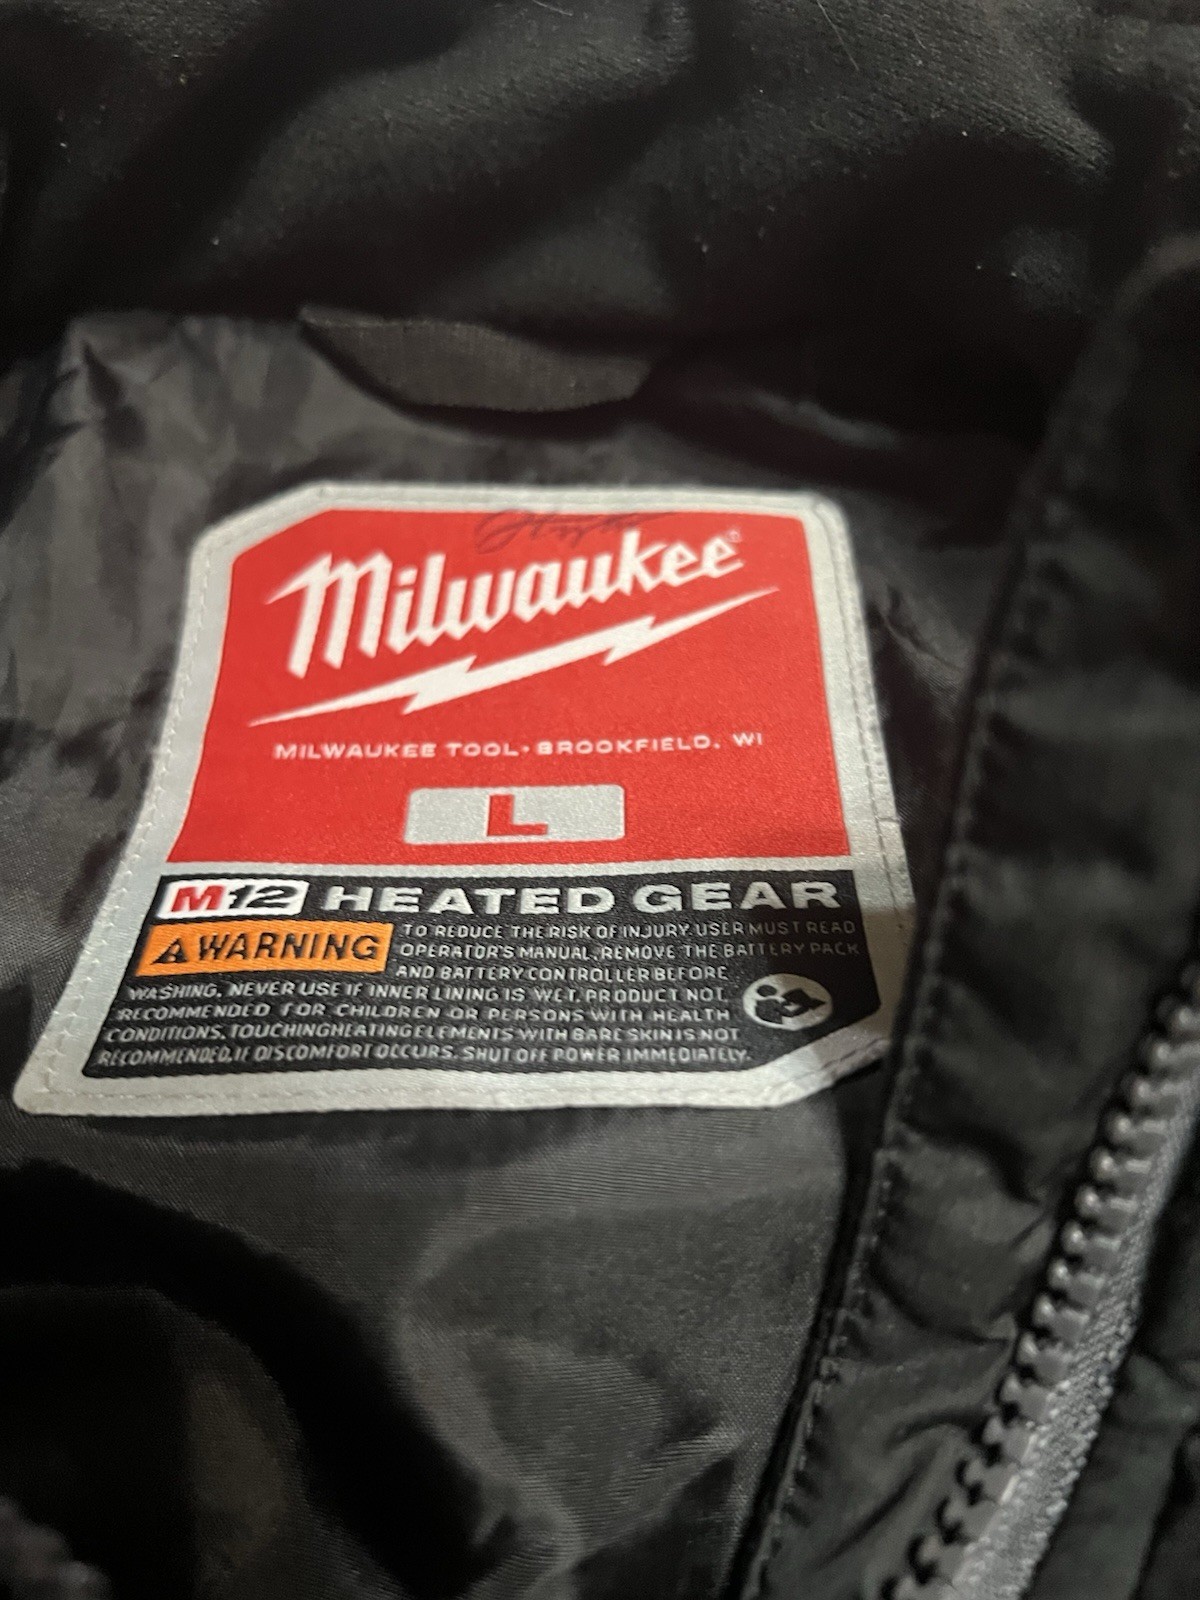 Milwaukee®
MILWAUKEE TOOL • BROOKFIELD, WI
L
M12 HEATED GEAR
WARNING
TO REDUCE THE RISK OF INJURY, USER MUST READ
OPERATOR'S MANUAL, REMOVE THE BATTERY PACK
AND BATTERY CONTROLLER BEFORE
WASHING, NEVER USE IF INNER LINING IS WET, PRODUCT NOT
RECOMMENDED FOR CHILDREN OR PERSONS WITH HEALTH
CONDITIONS, TOUCHING HEATING ELEMENTS WITH BARE SKIN IS NOT
RECOMMENDED, IF DISCOMFORT OCCURS, SHUT OFF POWER IMMEDIATELY.